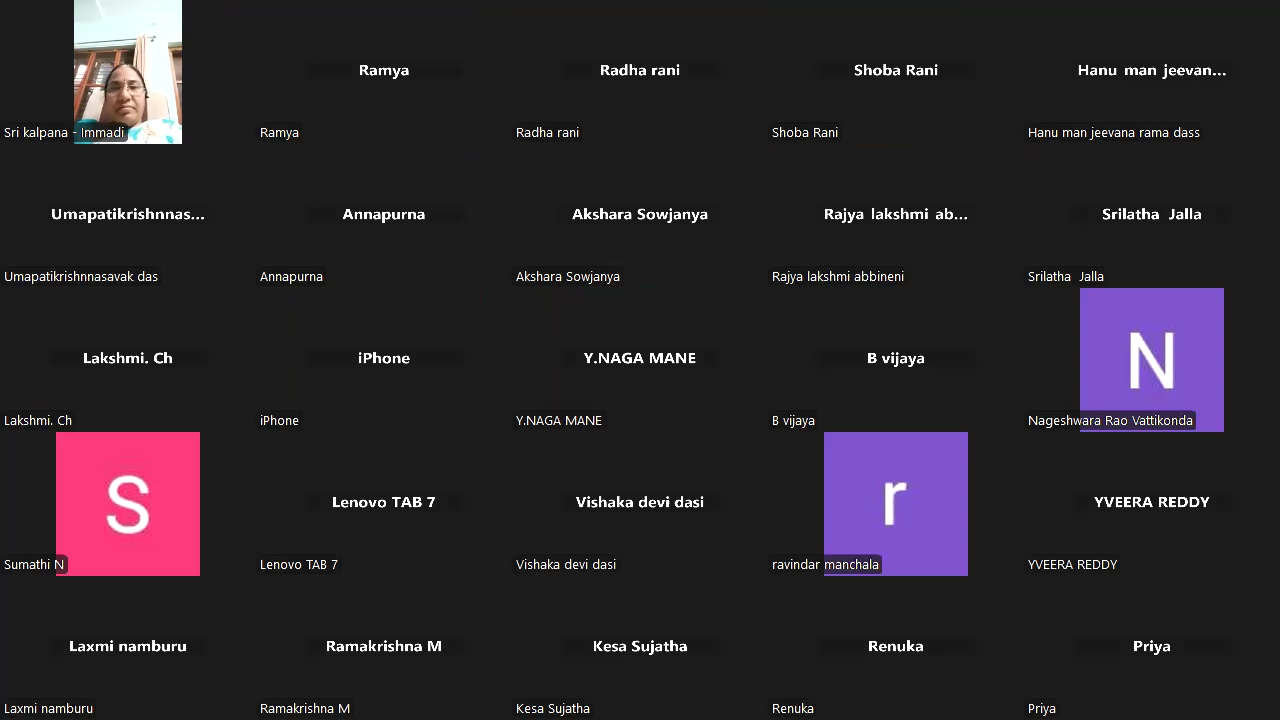 Ramya
Radha rani
Shoba Rani
Hanu man jeevan...
Sri kalpana - Immadi
Ramya
Radha rani
Shoba Rani
Hanu man jeevana rama dass
Umapatikrishnnas...
Annapurna
Akshara Sowjanya
Rajya lakshmi ab...
Srilatha Jalla
Umapatikrishnnasavak das
Annapurna
Akshara Sowjanya
Rajya lakshmi abbineni
Srilatha Jalla
Lakshmi. Ch
iPhone
Y.NAGA MANE
B vijaya
N
Lakshmi. Ch
iPhone
Y.NAGA MANE
B vijaya
Nageshwara Rao Vattikonda
S
Lenovo TAB 7
Vishaka devi dasi
r
YVEERA REDDY
Sumathi N
Lenovo TAB 7
Vishaka devi dasi
ravindar manchala
YVEERA REDDY
Laxmi namburu
Ramakrishna M
Kesa Sujatha
Renuka
Priya
Laxmi namburu
Ramakrishna M
Kesa Sujatha
Renuka
Priya